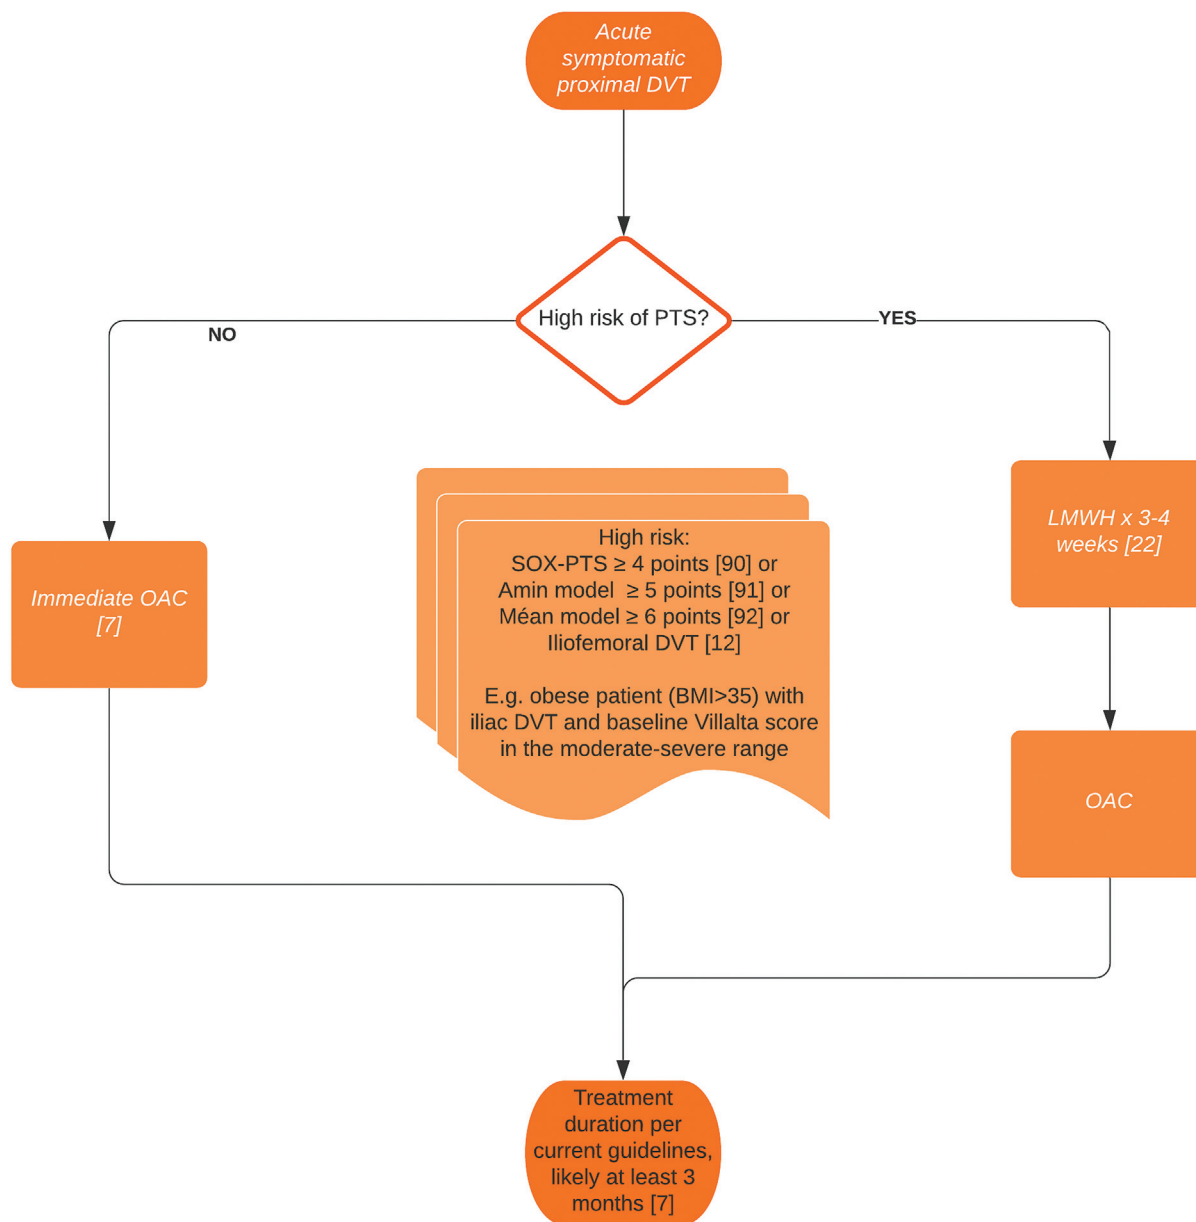 Acute
symptomatic
proximal DVT
High risk of PTS?
NO
YES
Immediate OAC
[7]
High risk:
SOX-PTS ≥ 4 points [90] or
Amin model  ≥ 5 points [91] or
Méan model ≥ 6 points [92] or
Iliofemoral DVT [12]
E.g. obese patient (BMI>35) with
iliac DVT and baseline Villalta score
in the moderate-severe range
LMWH x 3-4
weeks [22]
OAC
Treatment
duration per
current guidelines,
likely at least 3
months [7]